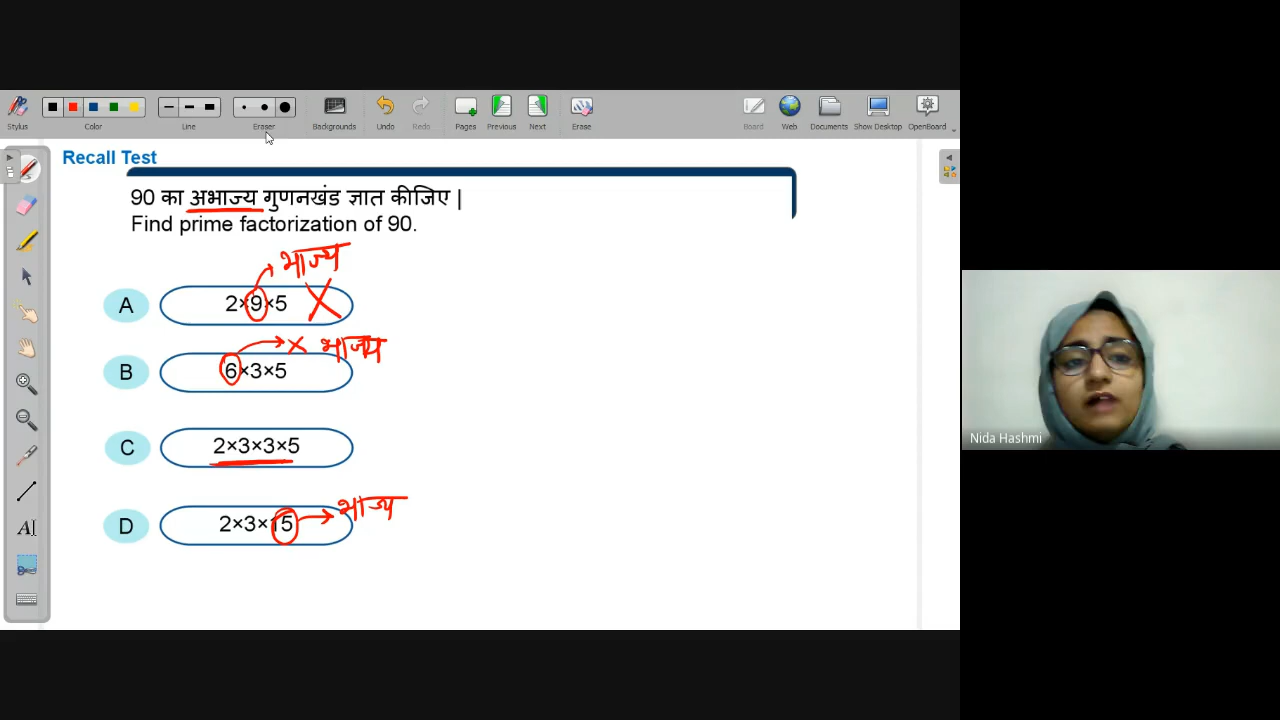 Stylus
Color
Line
Eraser
Backgrounds
Undo
Redo
Pages
Previous
Next
Erase
Board
Web
Documents
Show Desktop
OpenBoard
Recall Test
90 का अभाज्य गुणनखंड ज्ञात कीजिए |
Find prime factorization of 90.
भाज्य
A 2×9×5 X
x भाज्य
B 6×3×5
C 2×3×3×5
भाज्य
D 2×3×15
Nida Hashmi